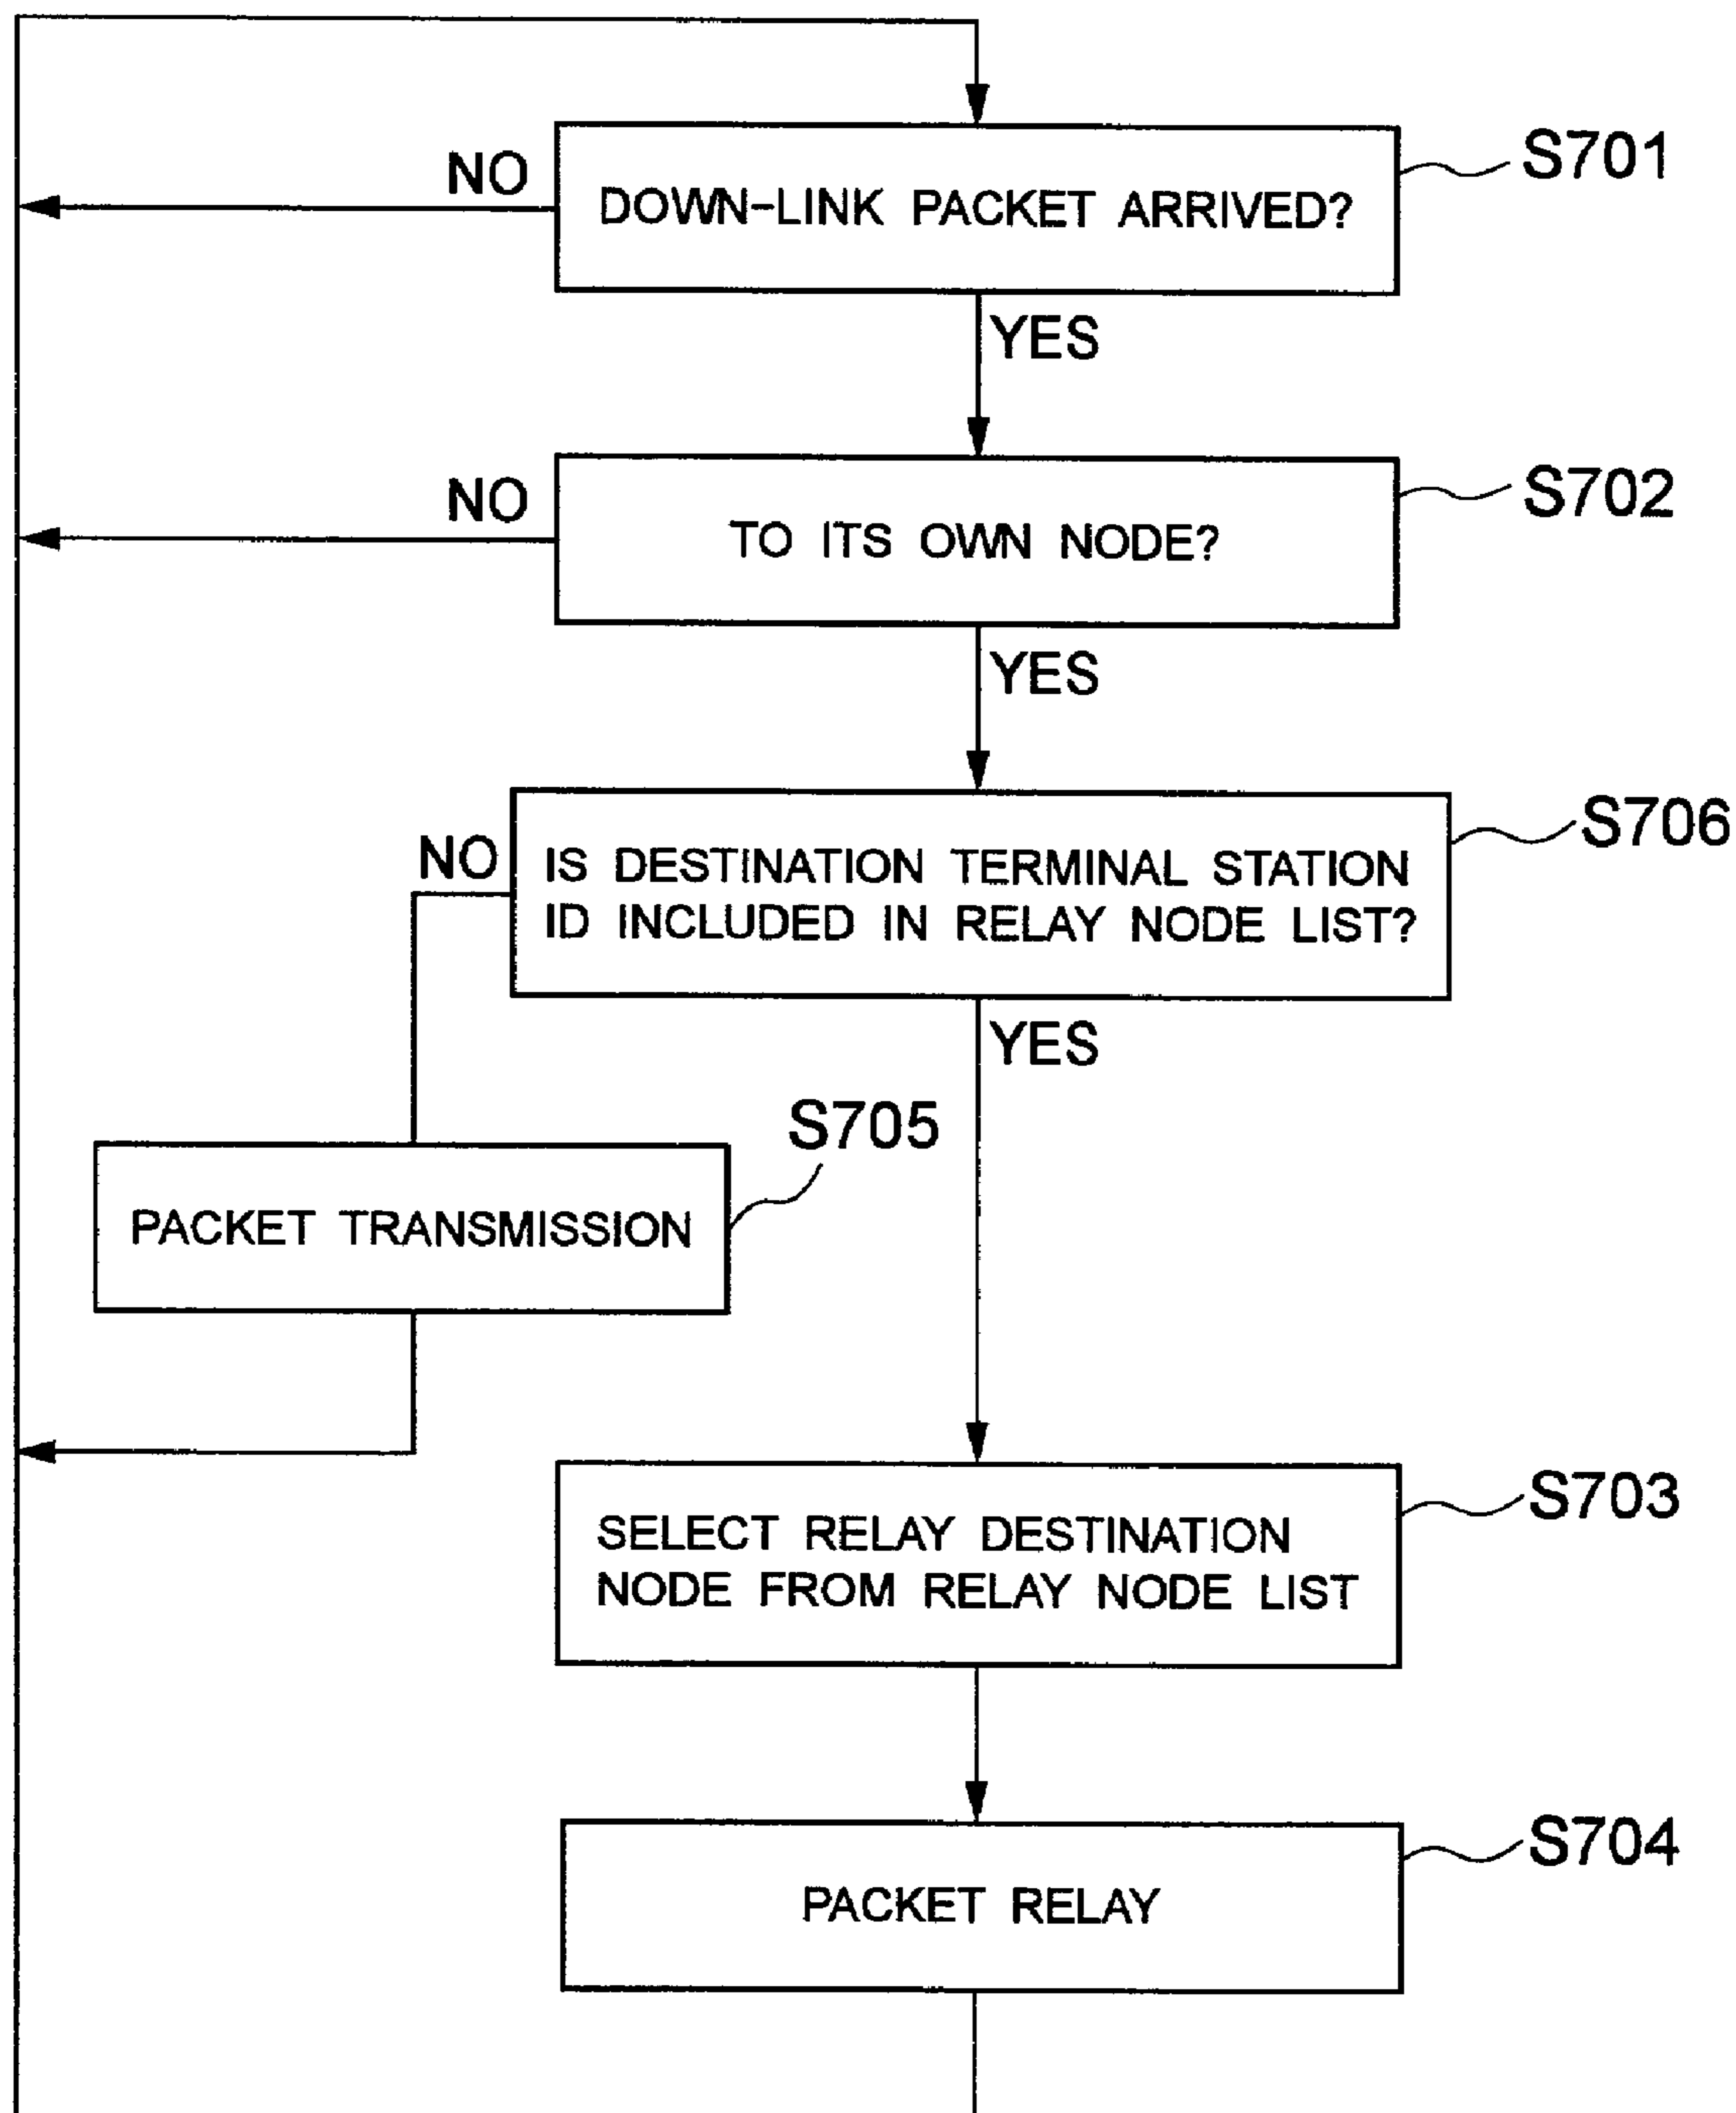 S701
NO
DOWN-LINK PACKET ARRIVED?
YES
S702
NO
TO ITS OWN NODE?
YES
S706
NO
IS DESTINATION TERMINAL STATION
ID INCLUDED IN RELAY NODE LIST?
YES
S705
PACKET TRANSMISSION
S703
SELECT RELAY DESTINATION
NODE FROM RELAY NODE LIST
S704
PACKET RELAY